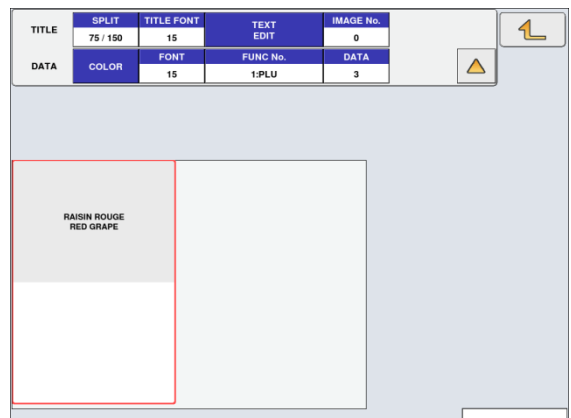 TITLE
SPLIT
75 / 150
TITLE FONT
15
TEXT
EDIT
IMAGE No.
0
DATA
COLOR
FONT
15
FUNC No.
1:PLU
DATA
3
RAISIN ROUGE
RED GRAPE